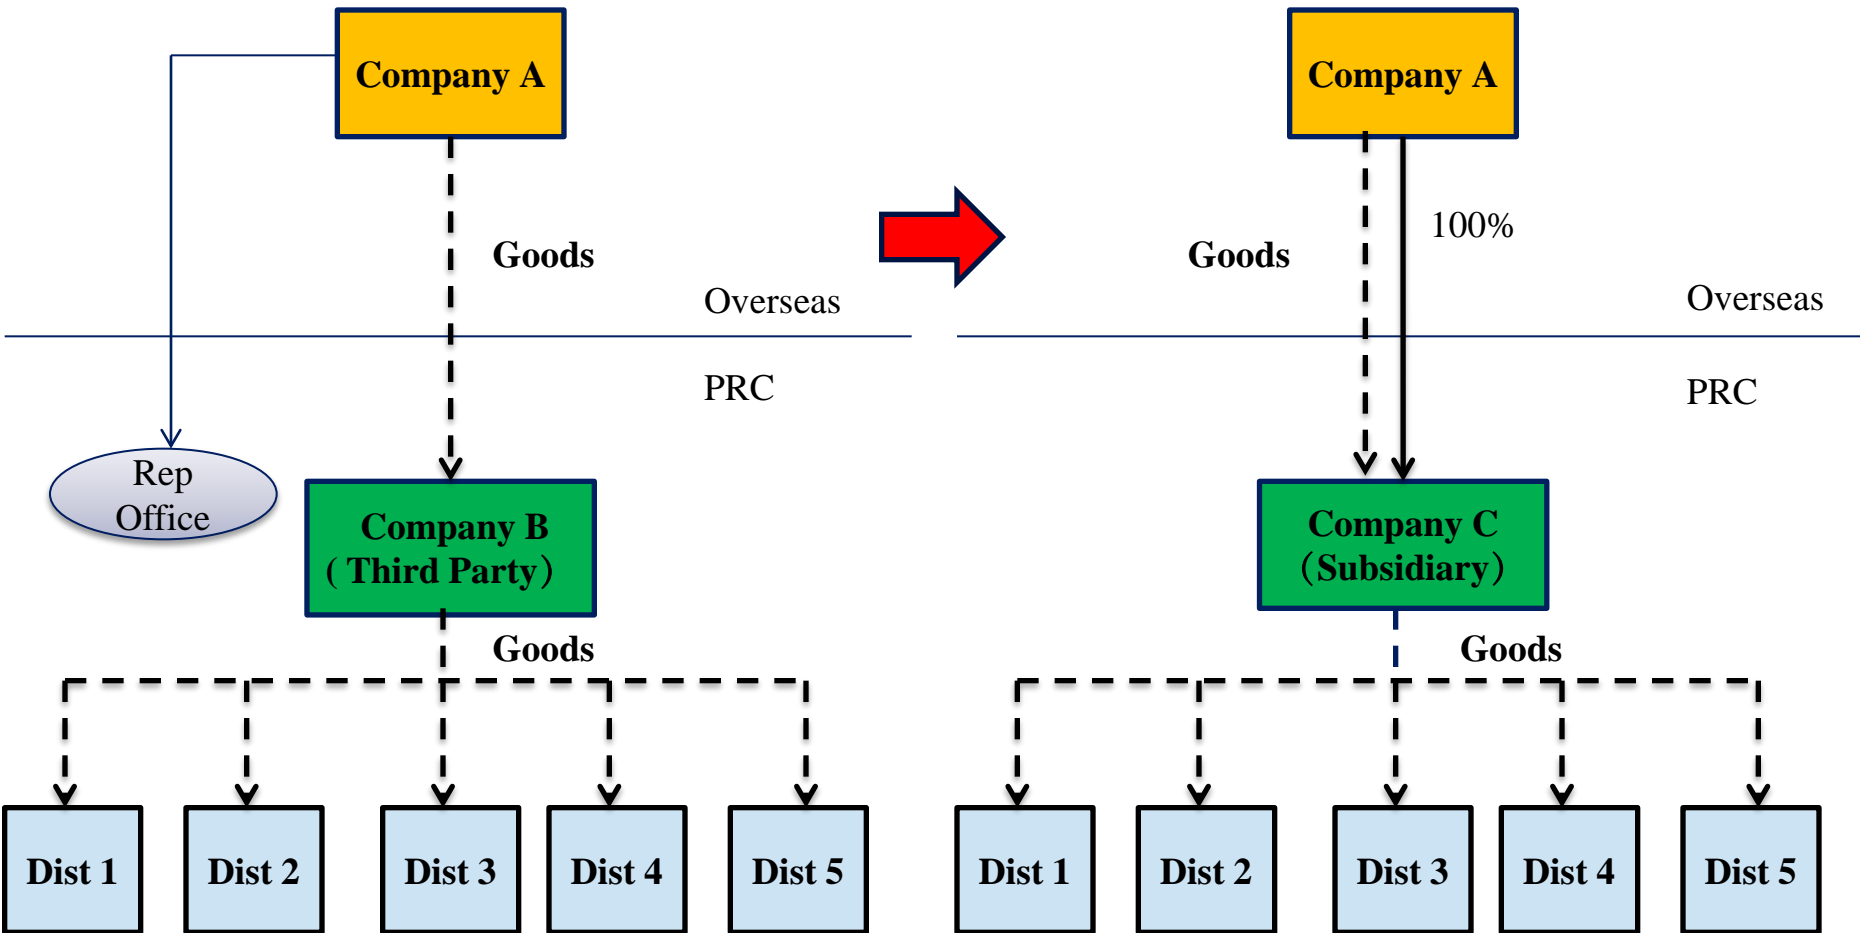 Company A
Goods
Overseas
PRC
Rep
Office
Company B
( Third Party）
Goods
Dist 1
Dist 2
Dist 3
Dist 4
Dist 5
Company A
100%
Goods
Overseas
PRC
Company C
（Subsidiary）
Goods
Dist 1
Dist 2
Dist 3
Dist 4
Dist 5